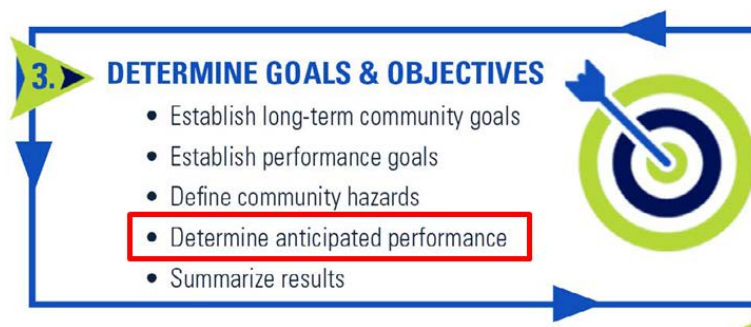 3. DETERMINE GOALS & OBJECTIVES
• Establish long-term community goals
• Establish performance goals
• Define community hazards
• Determine anticipated performance
• Summarize results